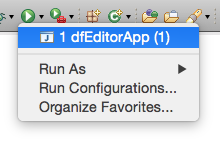 1 dfEditorApp (1)
Run As
Run Configurations...
Organize Favorites...